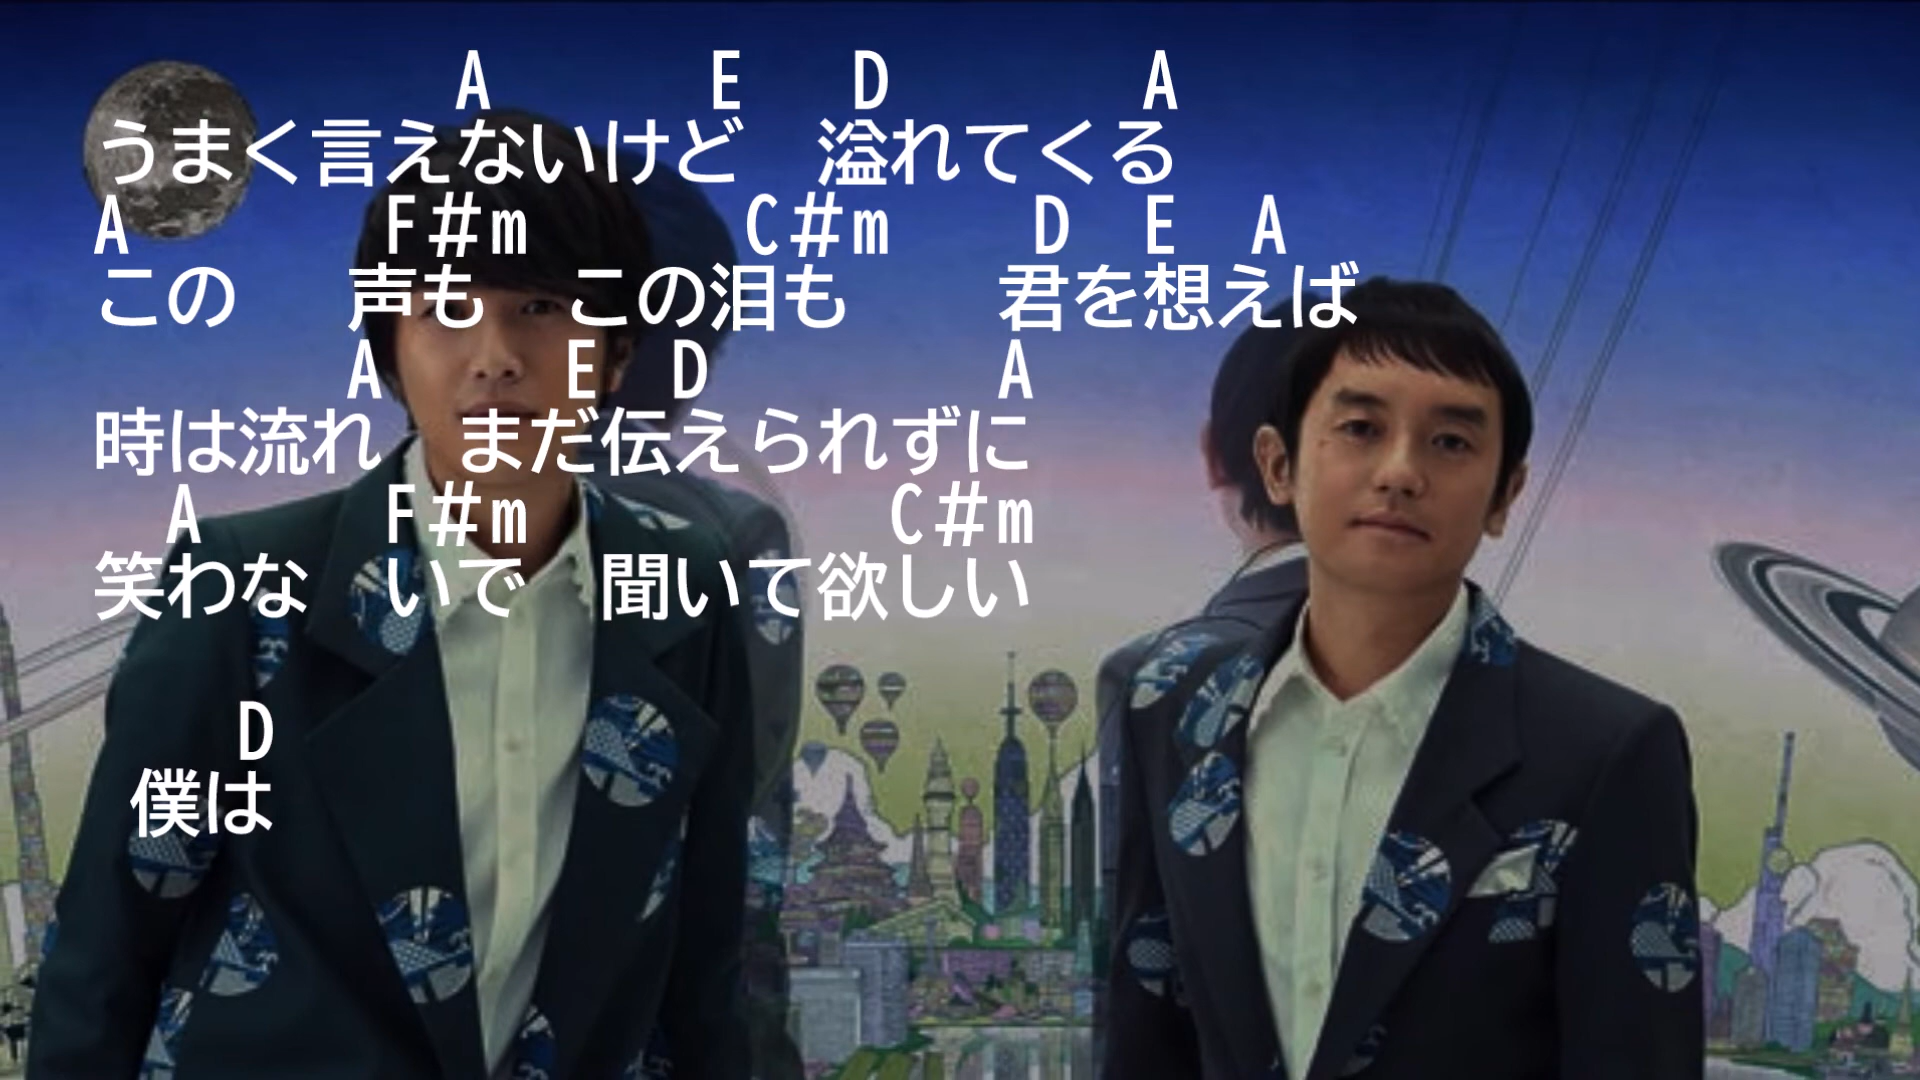 A E D A
うまく言えないけど 溢れてくる
A F#m C#m D E A
この 声も この泪も 君を想えば
A E D A
時は流れ まだ伝えられずに
A F#m C#m
笑わな いで 聞いて欲しい
D
僕は